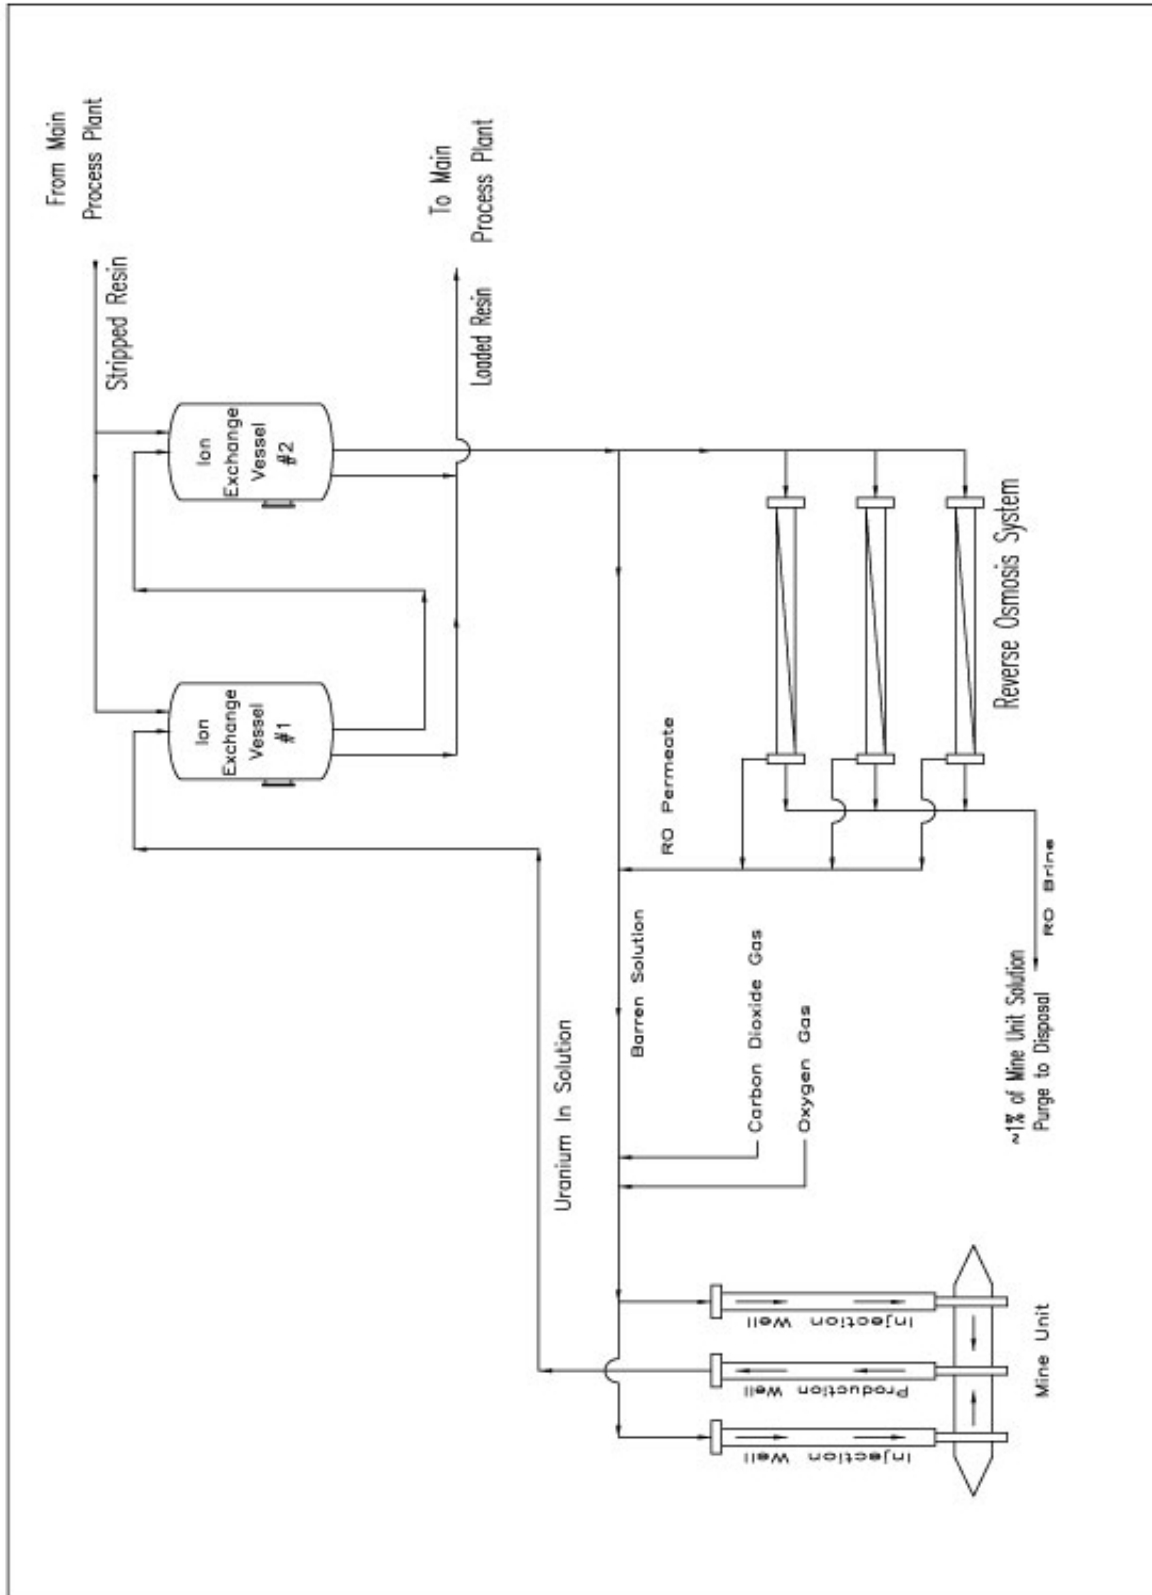 From Main
Process Plant
Stripped Resin
To Main
Process Plant
Loaded Resin
Ion
Exchange
Vessel
#2
Ion
Exchange
Vessel
#1
Reverse Osmosis System
RO Permeate
RO Brine
~1% of Mine Unit Solution
Purge to Disposal
Barren Solution
Carbon Dioxide Gas
Oxygen Gas
Uranium In Solution
Injection Well
Production Well
Injection Well
Mine Unit